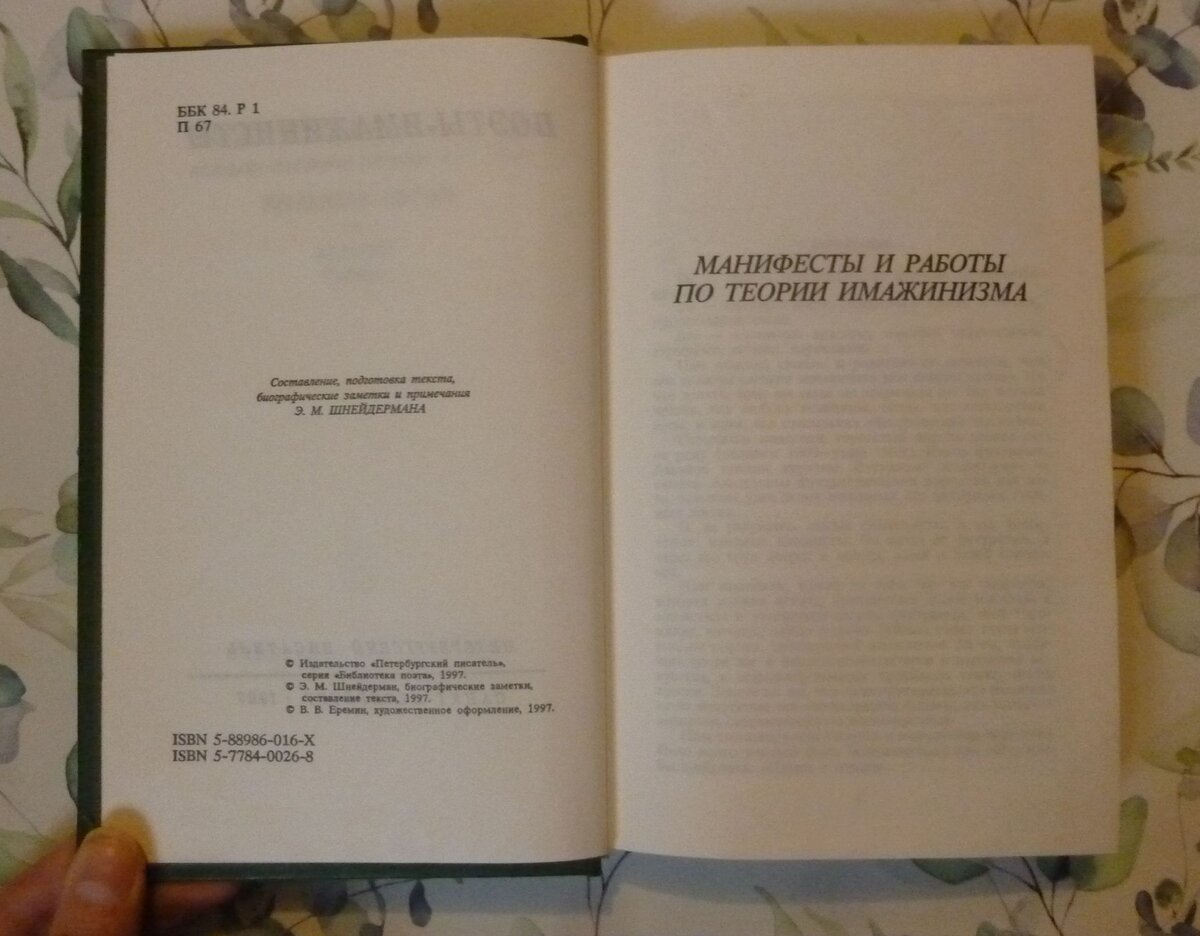 ББК 84. Р 1
П 67
Составление, подготовка текста,
биографические заметки и примечания
Э. М. ШНЕЙДЕРМАНА
© Издательство «Петербургский писатель»,
серия «Библиотека поэта», 1997.
© Э. М. Шнейдерман, биографические заметки,
составление текста, 1997.
© В. В. Еремин, художественное оформление, 1997.
ISBN 5-88986-016-X
ISBN 5-7784-0026-8
МАНИФЕСТЫ И РАБОТЫ
ПО ТЕОРИИ ИМАЖИНИЗМА